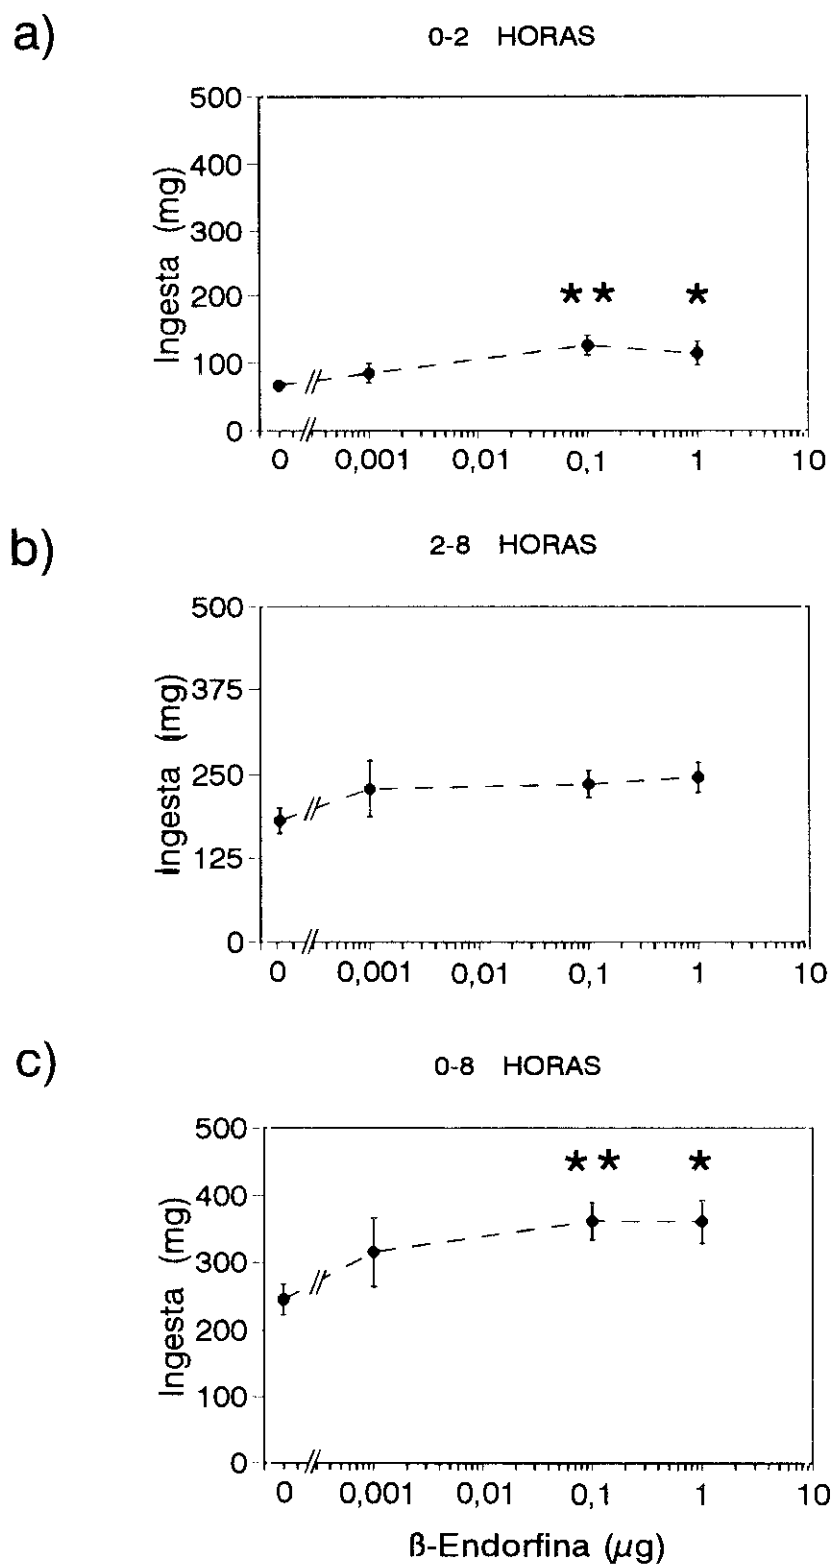 a)
0-2 HORAS
500
400
300
200
100
0
Ingesta (mg)
★ ★ ★
0 0,001 0,01 0,1 1 10
b)
2-8 HORAS
500
375
250
125
0
Ingesta (mg)
0 0,001 0,01 0,1 1 10
c)
0-8 HORAS
500
400
300
200
100
0
Ingesta (mg)
★ ★ ★
0 0,001 0,01 0,1 1 10
ß-Endorfina (µg)